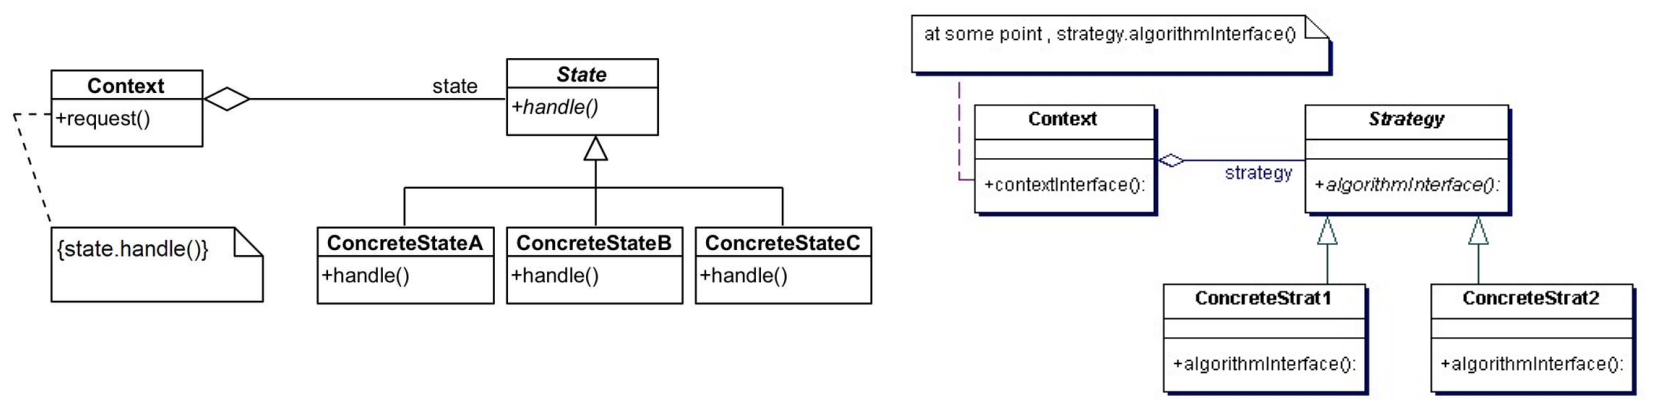 Context
+request()
state
State
+handle()
{state.handle()}
ConcreteStateA
+handle()
ConcreteStateB
+handle()
ConcreteStateC
+handle()
at some point , strategy.algorithmInterface()
Context
+contextInterface():
strategy
Strategy
+algorithmInterface():
ConcreteStrat1
+algorithmInterface():
ConcreteStrat2
+algorithmInterface():